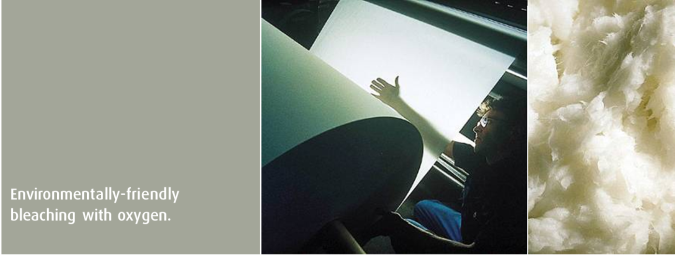 Environmentally-friendly
bleaching with oxygen.